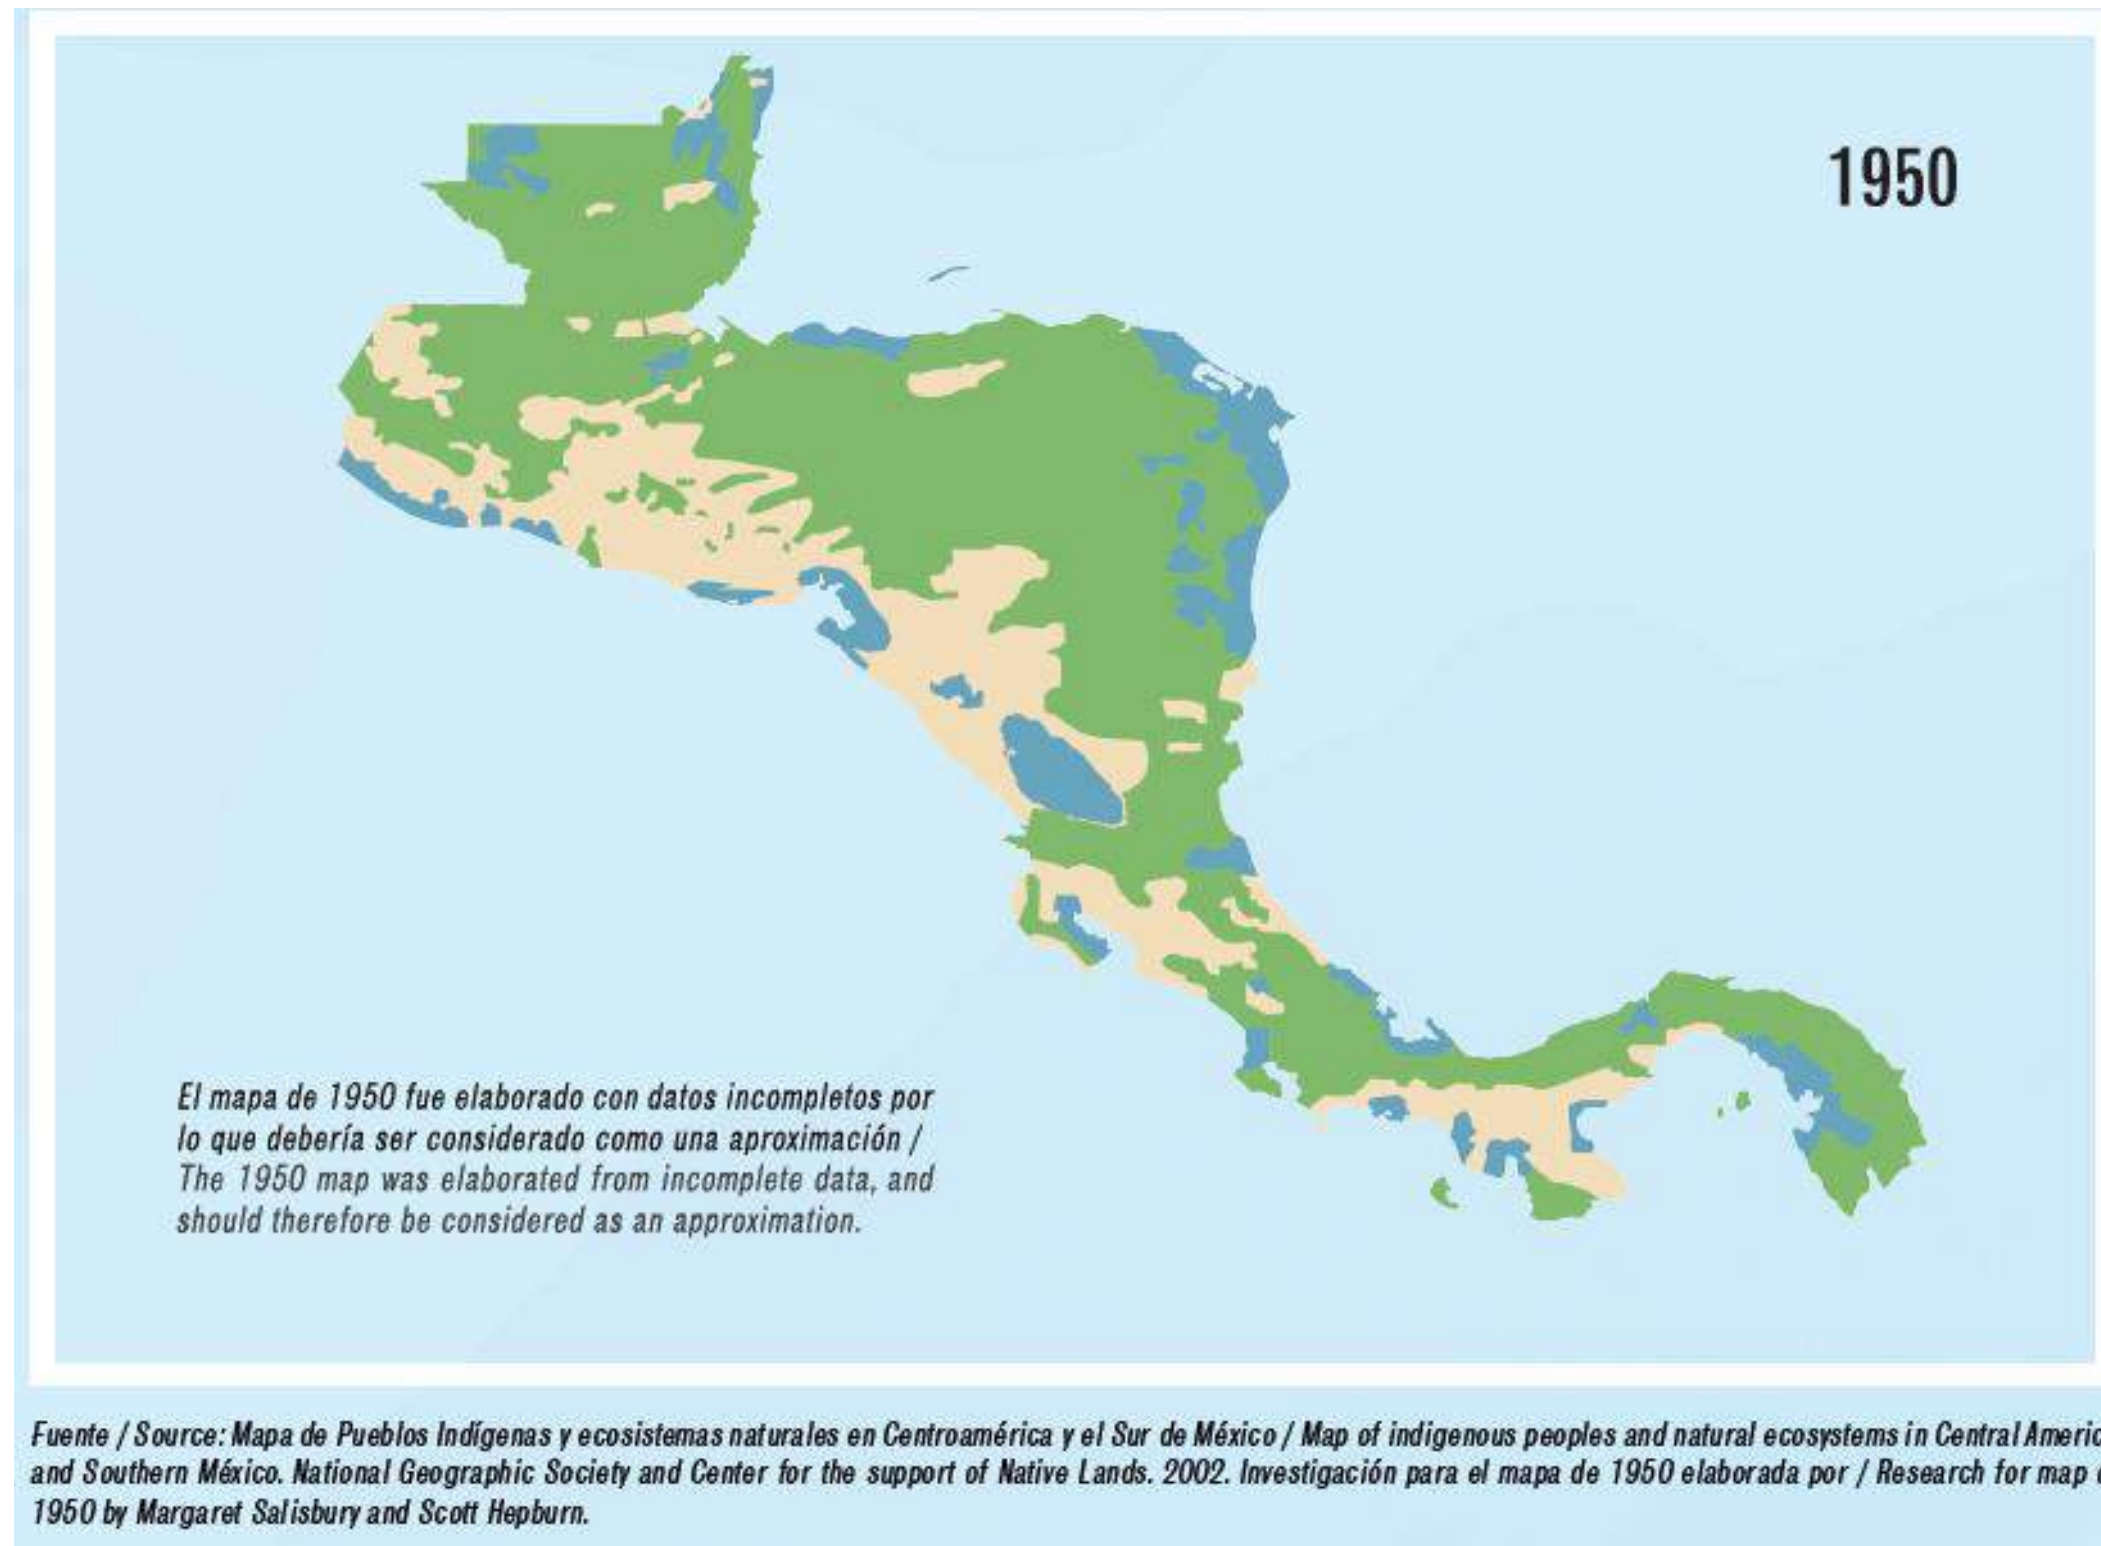 1950
El mapa de 1950 fue elaborado con datos incompletos por
lo que debería ser considerado como una aproximación /
The 1950 map was elaborated from incomplete data, and
should therefore be considered as an approximation.
Fuente / Source: Mapa de Pueblos Indígenas y ecosistemas naturales en Centroamérica y el Sur de México / Map of indigenous peoples and natural ecosystems in Central Americ
and Southern México. National Geographic Society and Center for the support of Native Lands. 2002. Investigación para el mapa de 1950 elaborada por / Research for map
1950 by Margaret Salisbury and Scott Hepburn.